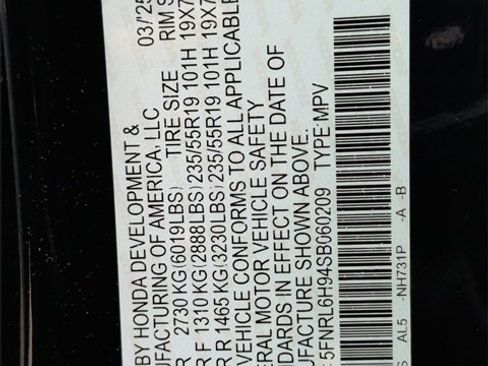 BY HONDA DEVELOPMENT & 03/'25
UFACTURING OF AMERICA, LLC
R 2730 KG(6019LBS) TIRE SIZE RIM S
R F 1310 KG(2888LBS) 235/55R19 101H 19X7
R R 1465 KG(3230LBS) 235/55R19 101H 19X7
VEHICLE CONFORMS TO ALL APPLICABLE
ERAL MOTOR VEHICLE SAFETY
NDARDS IN EFFECT ON THE DATE OF
UFACTURE SHOWN ABOVE.
5FNRL6H94SB060209 TYPE:MPV
S AL5 -NH731P -A -B